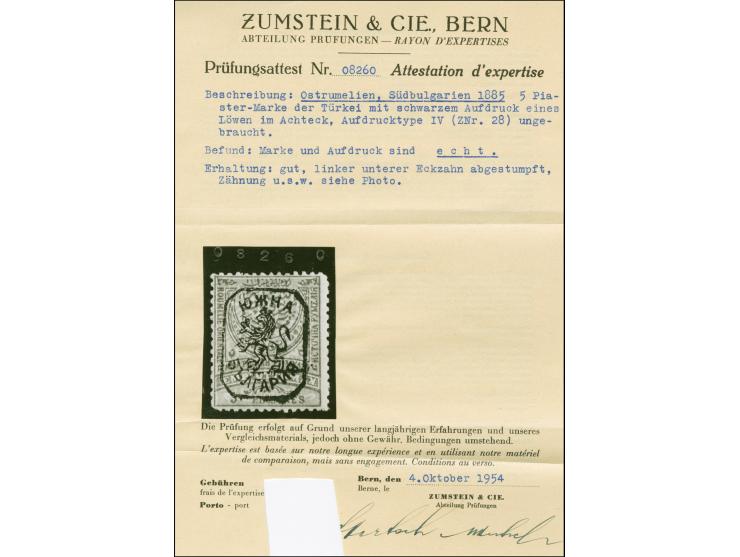 ZUMSTEIN & CIE., BERN
ABTEILUNG PRÜFUNGEN — RAYON D'EXPERTISES
Prüfungsattest Nr. 08260 Attestation d'expertise
Beschreibung: Ostrumelien, Südbulgarien 1885 5 Pia-
ster-Marke der Türkei mit schwarzem Aufdruck eines
Löwen im Achteck, Aufdrucktype IV (ZNr. 28) unge-
braucht.
Befund: Marke und Aufdruck sind e c h t .
Erhaltung: gut, linker unterer Eckzahn abgestumpft,
Zähnung u.s.w. siehe Photo.
08260
ЮЖНА
БЪЛГАРИЯ
Die Prüfung erfolgt auf Grund unserer langjährigen Erfahrungen und unseres
Vergleichsmaterials, jedoch ohne Gewähr. Bedingungen umstehend.
L'expertise est basée sur notre longue expérience et en utilisant notre matériel
de comparaison, mais sans engagement. Conditions au verso.
Gebühren
frais de l'expertise
Porto - port
Bern, den
Berne, le
4.Oktober 1954
ZUMSTEIN & CIE.
Abteilung Prüfungen